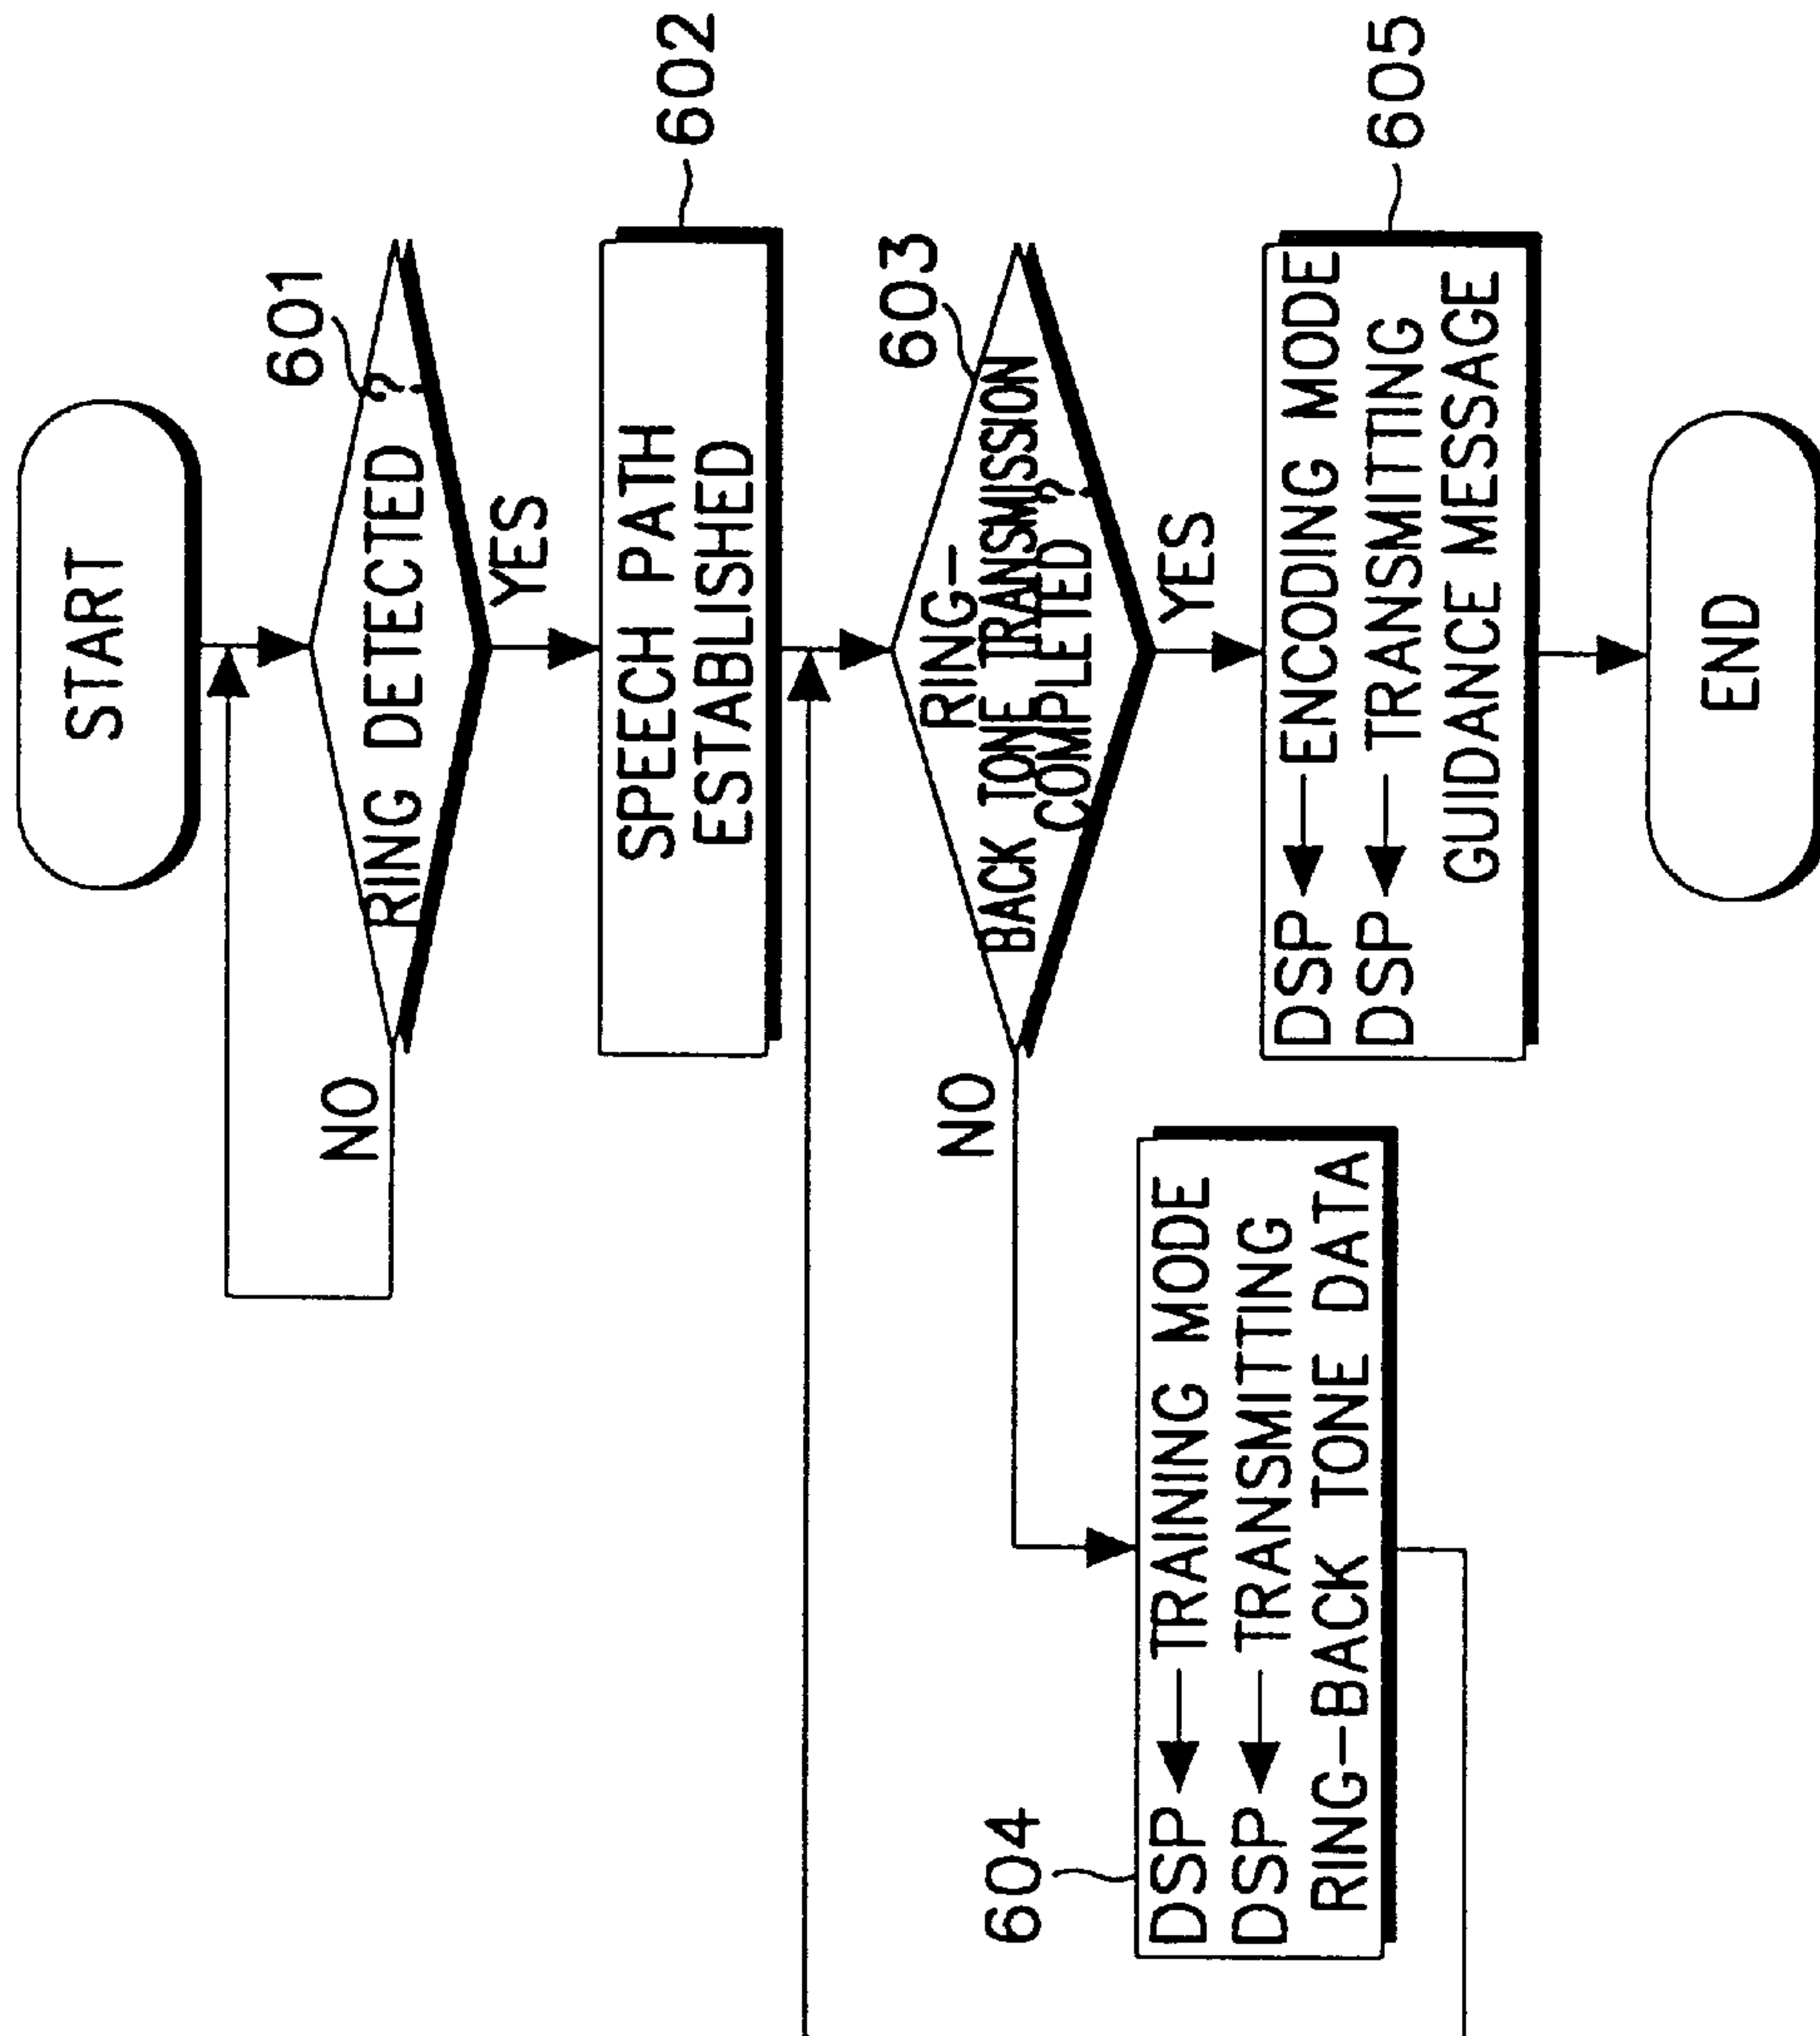 START
601
RING DETECTED ?
NO
YES
602
SPEECH PATH
ESTABLISHED
603
RING-
BACK TONE TRANSMISSION
COMPLETED ?
NO
YES
604
DSP ← TRAINING MODE
DSP ← TRANSMITTING
RING-BACK TONE DATA
605
DSP ← ENCODING MODE
DSP ← TRANSMITTING
GUIDANCE MESSAGE
END